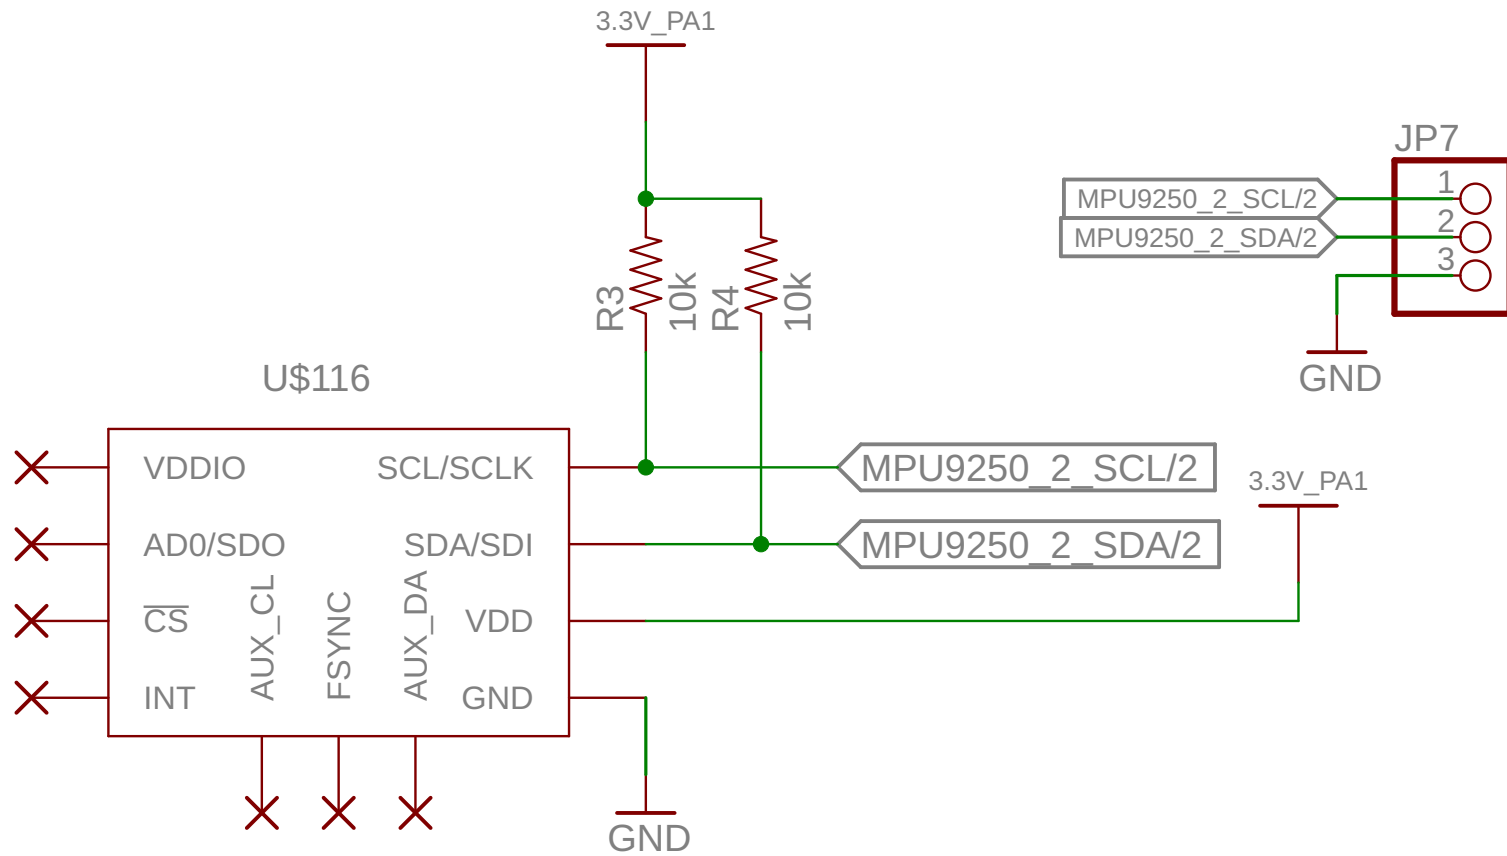 3.3V_PA1
JP7
MPU9250_2_SCL/2
1
MPU9250_2_SDA/2
2
3
R3
10k
R4
10k
GND
U$116
VDDIO
SCL/SCLK
MPU9250_2_SCL/2
3.3V_PA1
AD0/SDO
SDA/SDI
MPU9250_2_SDA/2
CS
AUX_CL
FSYNC
AUX_DA
VDD
INT
GND
GND